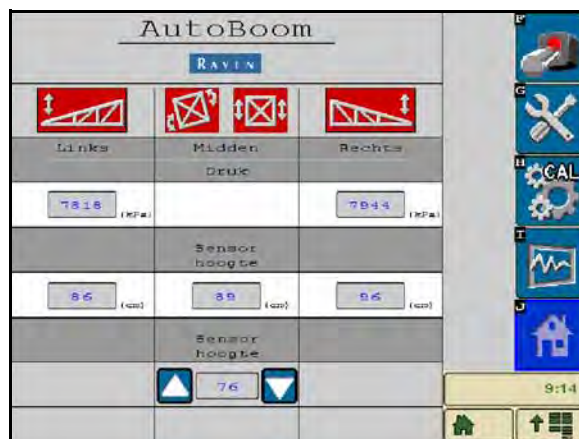 AutoBoom
RAVEN
Links Midden Rechts
Druk
7818 (kPa) 7944 (kPa)
Sensor
hoogte
86 (cm) 89 (cm) 96 (cm)
Sensor
hoogte
76
F
G
H
CAL
I
J
9:14